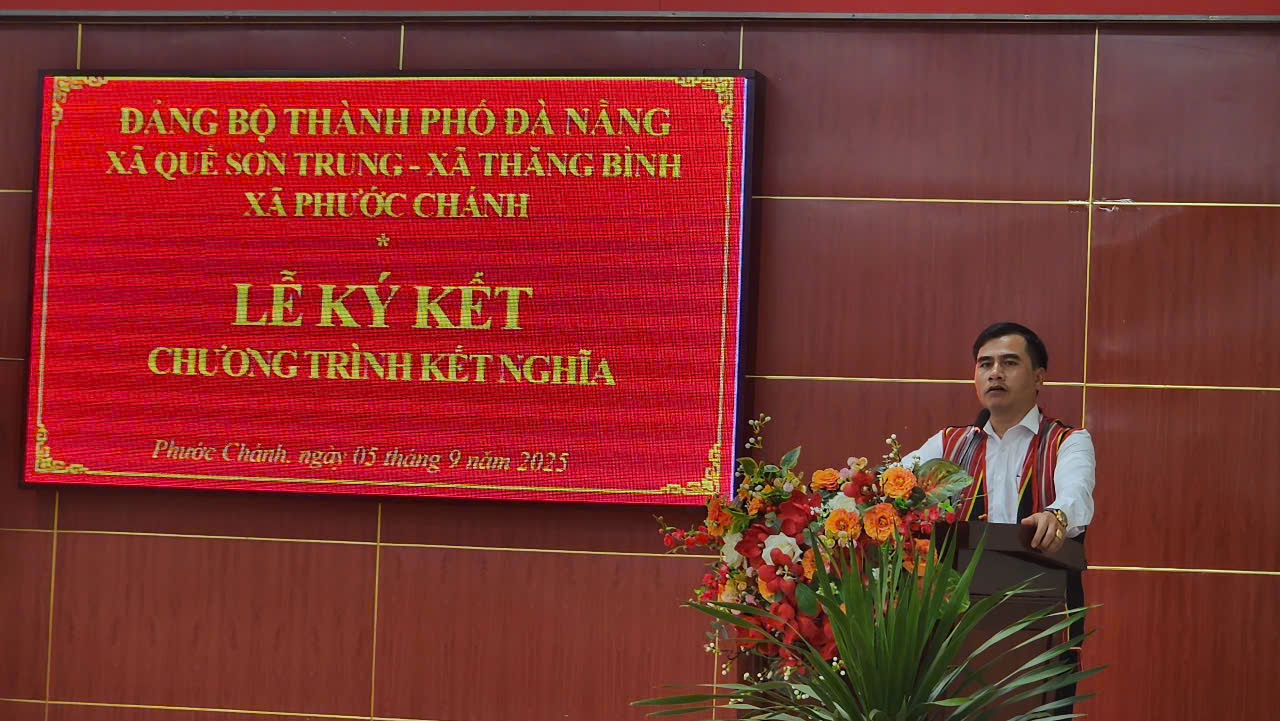 ĐẢNG BỘ THÀNH PHỐ ĐÀ NẴNG
XÃ QUẾ SƠN TRUNG - XÃ THĂNG BÌNH
XÃ PHƯỚC CHÁNH
*
LỄ KÝ KẾT
CHƯƠNG TRÌNH KẾT NGHĨA
Phước Chánh, ngày 05 tháng 9 năm 2025